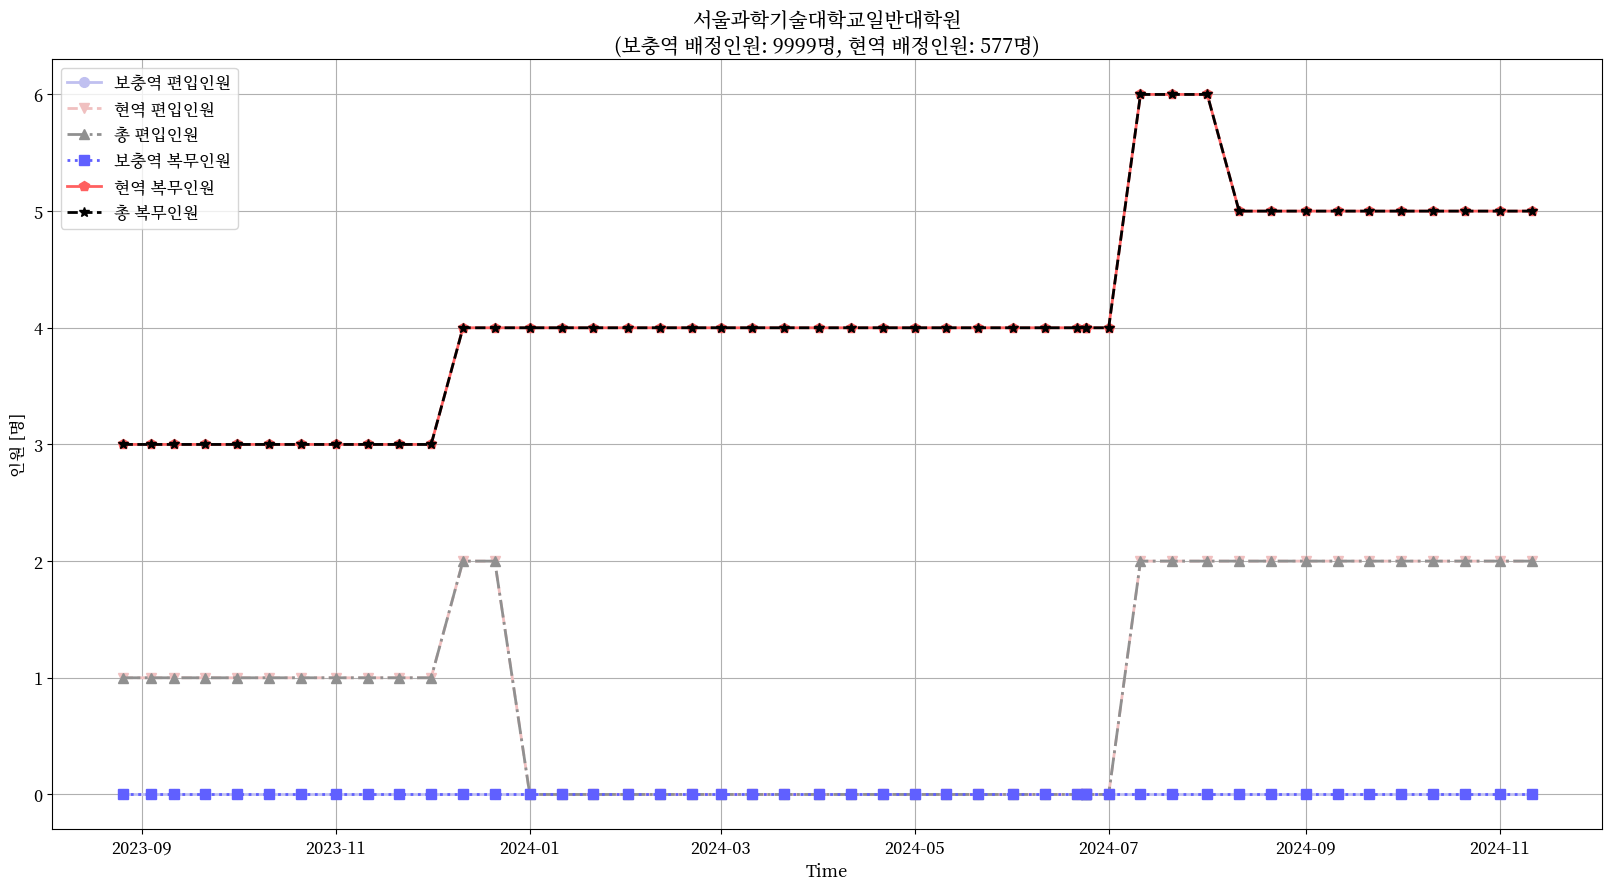 서울과학기술대학교일반대학원
(보충역 배정인원: 9999명, 현역 배정인원: 577명)
보충역 편입인원
현역 편입인원
총 편입인원
보충역 복무인원
현역 복무인원
총 복무인원
인원 [명]
6
5
4
3
2
1
0
2023-09
2023-11
2024-01
2024-03
2024-05
2024-07
2024-09
2024-11
Time